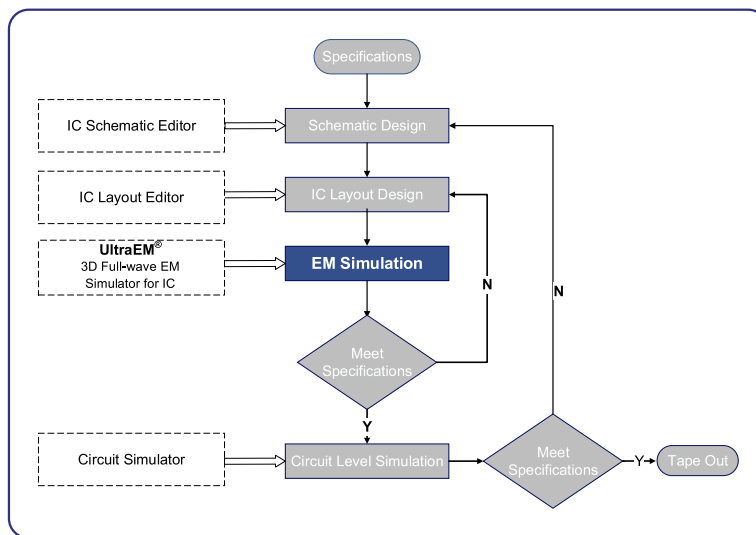 Specifications
IC Schematic Editor
Schematic Design
IC Layout Editor
IC Layout Design
UltraEM®
3D Full-wave EM
Simulator for IC
EM Simulation
N
N
Meet
Specifications
Y
Circuit Simulator
Circuit Level Simulation
Meet
Specifications
Y
Tape Out